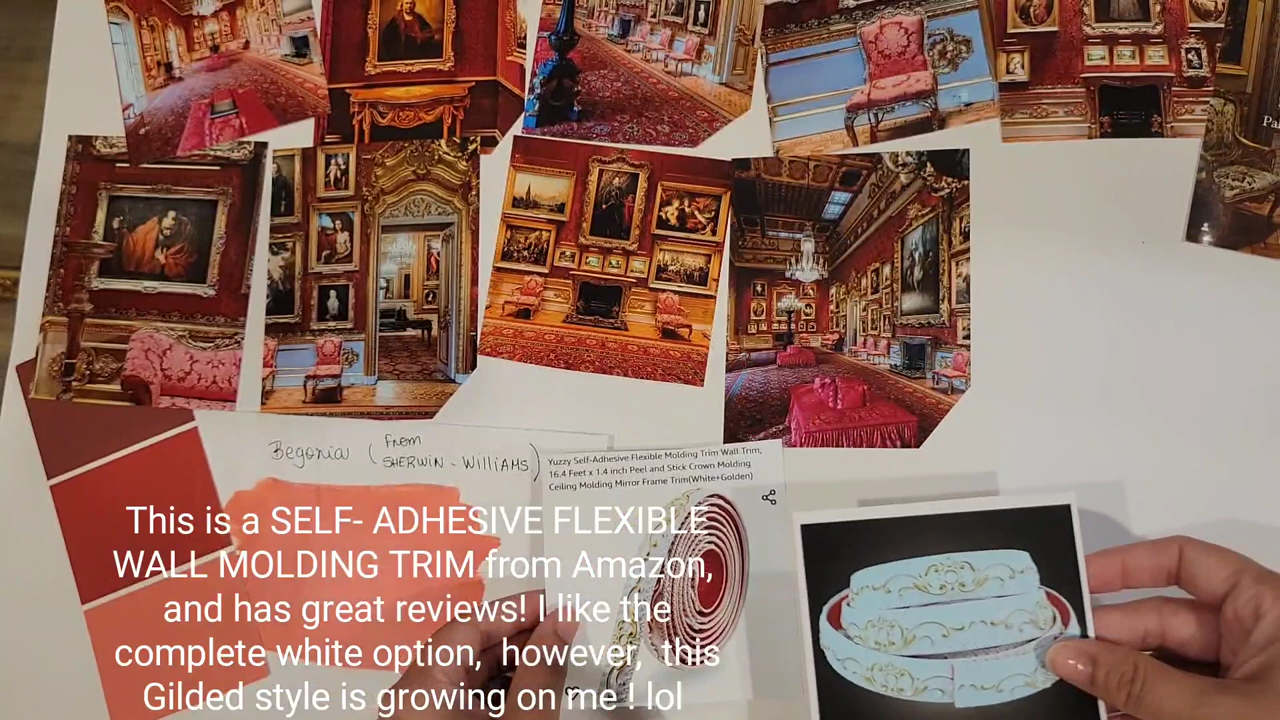 Pa
Begonia (From
SHERWIN-WILLIAMS)
Yuzzy Self-Adhesive Flexible Molding Trim Wall Trim,
16.4 Feet x 1.4 inch Peel and Stick Crown Molding
Ceiling Molding Mirror Frame Trim(White+Golden)
This is a SELF- ADHESIVE FLEXIBLE
WALL MOLDING TRIM from Amazon,
and has great reviews! I like the
complete white option, however, this
Gilded style is growing on me ! lol